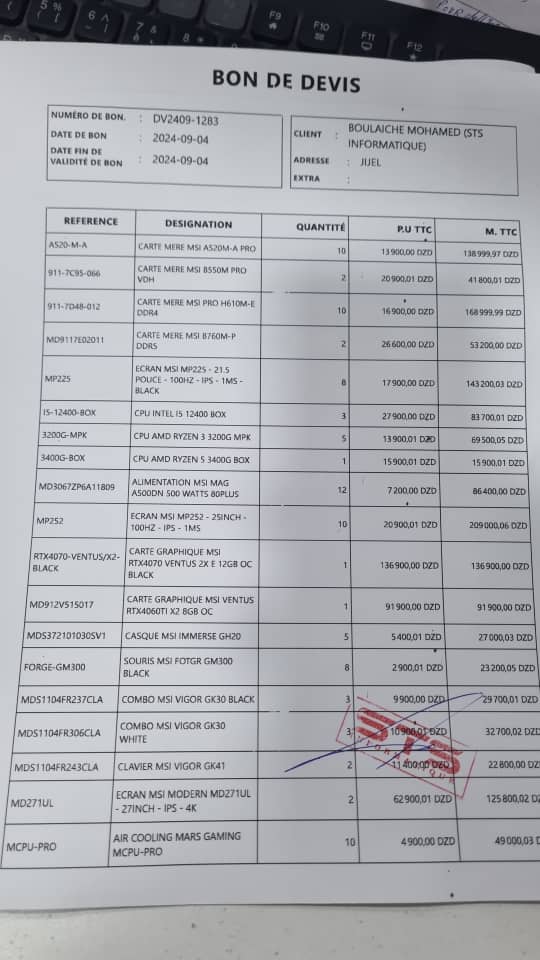 F9
F10
F11
F12
BON DE DEVIS
NUMÉRO DE BON. : DV2409-1283
DATE DE BON : 2024-09-04
DATE FIN DE
VALIDITÉ DE BON : 2024-09-04
CLIENT : BOULAICHE MOHAMED (STS
INFORMATIQUE)
ADRESSE : JIJEL
EXTRA :
REFERENCE DESIGNATION QUANTITÉ P.U TTC M. TTC
A520-M-A CARTE MERE MSI A520M-A PRO 10 13 900,00 DZD 138 999,97 DZD
911-7C95-066 CARTE MERE MSI B550M PRO
VDH 2 20 900,01 DZD 41 800,01 DZD
911-7D48-012 CARTE MERE MSI PRO H610M-E
DDR4 10 16 900,00 DZD 168 999,99 DZD
MD9117E02011 CARTE MERE MSI B760M-P
DDR5 2 26 600,00 DZD 53 200,00 DZD
MP225 ECRAN MSI MP225 - 21.5
POUCE - 100HZ - IPS - 1MS -
BLACK 8 17 900,00 DZD 143 200,03 DZD
I5-12400-BOX CPU INTEL I5 12400 BOX 3 27 900,00 DZD 83 700,01 DZD
3200G-MPK CPU AMD RYZEN 3 3200G MPK 5 13 900,01 DZD 69 500,05 DZD
3400G-BOX CPU AMD RYZEN 5 3400G BOX 1 15 900,01 DZD 15 900,01 DZD
MD3067ZP6A11809 ALIMENTATION MSI MAG
A500DN 500 WATTS 80PLUS 12 7 200,00 DZD 86 400,00 DZD
MP252 ECRAN MSI MP252 - 25INCH -
100HZ - IPS - 1MS 10 20 900,01 DZD 209 000,06 DZD
RTX4070-VENTUS/X2-
BLACK CARTE GRAPHIQUE MSI
RTX4070 VENTUS 2X E 12GB OC
BLACK 1 136 900,00 DZD 136 900,00 DZD
MD912V515017 CARTE GRAPHIQUE MSI VENTUS
RTX4060TI X2 8GB OC 1 91 900,00 DZD 91 900,00 DZD
MDS372101030SV1 CASQUE MSI IMMERSE GH20 5 5 400,01 DZD 27 000,03 DZD
FORGE-GM300 SOURIS MSI FOTGR GM300
BLACK 8 2 900,01 DZD 23 200,05 DZD
MDS1104FR237CLA COMBO MSI VIGOR GK30 BLACK 3 9 900,00 DZD 29 700,01 DZD
MDS1104FR306CLA COMBO MSI VIGOR GK30
WHITE 3 10 900,01 DZD 32 700,02 DZD
MDS1104FR243CLA CLAVIER MSI VIGOR GK41 2 11 400,00 DZD 22 800,00 DZD
STS
INFORMATIQUE
MD271UL ECRAN MSI MODERN MD271UL
- 27INCH - IPS - 4K 2 62 900,01 DZD 125 800,02 DZD
MCPU-PRO AIR COOLING MARS GAMING
MCPU-PRO 10 4 900,00 DZD 49 000,03 DZD